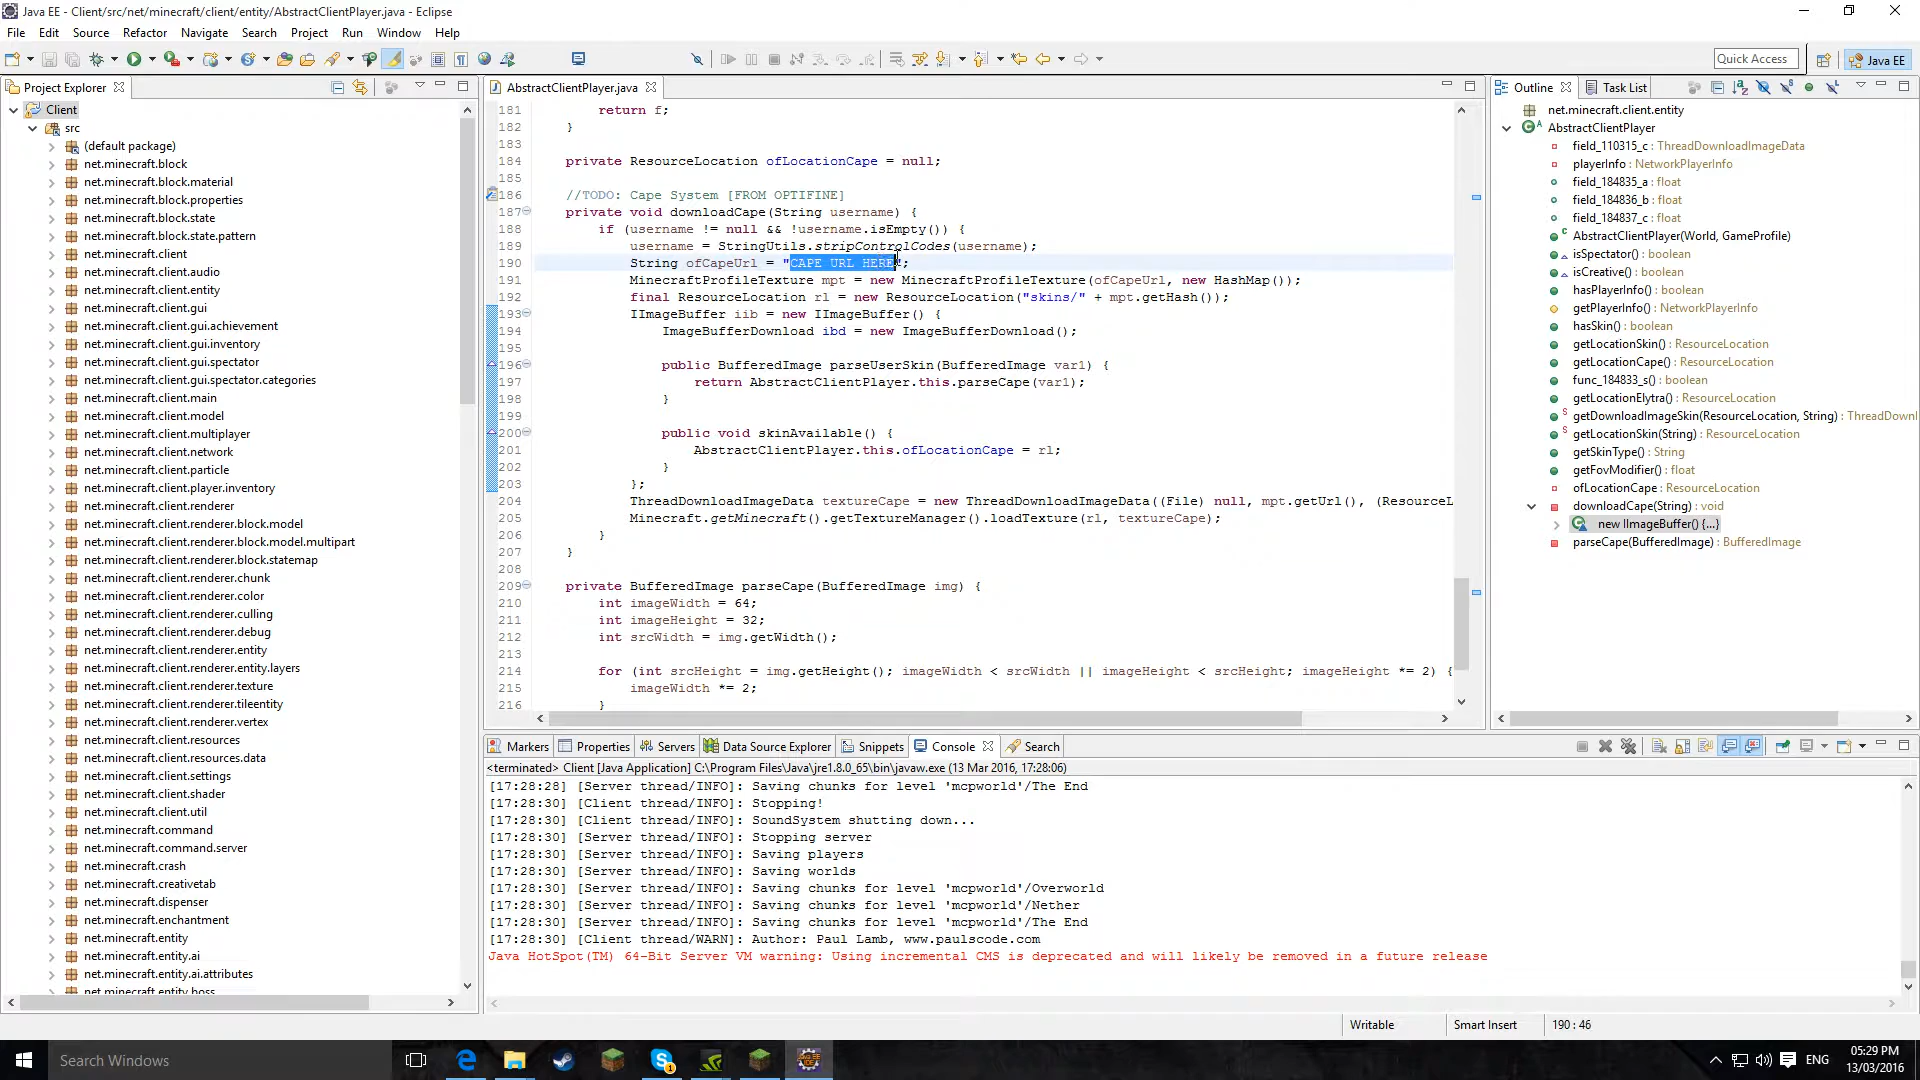 Java EE - Client/src/net/minecraft/client/entity/AbstractClientPlayer.java - Eclipse
File Edit Source Refactor Navigate Search Project Run Window Help
Quick Access
Java EE
Project Explorer
Client
src
(default package)
net.minecraft.block
net.minecraft.block.material
net.minecraft.block.properties
net.minecraft.block.state
net.minecraft.block.state.pattern
net.minecraft.client
net.minecraft.client.audio
net.minecraft.client.entity
net.minecraft.client.gui
net.minecraft.client.gui.achievement
net.minecraft.client.gui.inventory
net.minecraft.client.gui.spectator
net.minecraft.client.gui.spectator.categories
net.minecraft.client.main
net.minecraft.client.model
net.minecraft.client.multiplayer
net.minecraft.client.network
net.minecraft.client.particle
net.minecraft.client.player.inventory
net.minecraft.client.renderer
net.minecraft.client.renderer.block.model
net.minecraft.client.renderer.block.model.multipart
net.minecraft.client.renderer.block.statemap
net.minecraft.client.renderer.chunk
net.minecraft.client.renderer.color
net.minecraft.client.renderer.culling
net.minecraft.client.renderer.debug
net.minecraft.client.renderer.entity
net.minecraft.client.renderer.entity.layers
net.minecraft.client.renderer.texture
net.minecraft.client.renderer.tileentity
net.minecraft.client.renderer.vertex
net.minecraft.client.resources
net.minecraft.client.resources.data
net.minecraft.client.settings
net.minecraft.client.shader
net.minecraft.client.util
net.minecraft.command
net.minecraft.command.server
net.minecraft.crash
net.minecraft.creativetab
net.minecraft.dispenser
net.minecraft.enchantment
net.minecraft.entity
net.minecraft.entity.ai
net.minecraft.entity.ai.attributes
net.minecraft.entity.boss
AbstractClientPlayer.java
181 return f;
182 }
183
184 private ResourceLocation ofLocationCape = null;
185
186 //TODO: Cape System [FROM OPTIFINE]
187 private void downloadCape(String username) {
188 if (username != null && !username.isEmpty()) {
189 username = StringUtils.stripControlCodes(username);
190 String ofCapeUrl = "CAPE URL HERE";
191 MinecraftProfileTexture mpt = new MinecraftProfileTexture(ofCapeUrl, new HashMap());
192 final ResourceLocation rl = new ResourceLocation("skins/" + mpt.getHash());
193 IImageBuffer iib = new IImageBuffer() {
194 ImageBufferDownload ibd = new ImageBufferDownload();
195
196 public BufferedImage parseUserSkin(BufferedImage var1) {
197 return AbstractClientPlayer.this.parseCape(var1);
198 }
199
200 public void skinAvailable() {
201 AbstractClientPlayer.this.ofLocationCape = rl;
202 }
203 };
204 ThreadDownloadImageData textureCape = new ThreadDownloadImageData((File) null, mpt.getUrl(), (ResourceL
205 Minecraft.getMinecraft().getTextureManager().loadTexture(rl, textureCape);
206 }
207 }
208
209 private BufferedImage parseCape(BufferedImage img) {
210 int imageWidth = 64;
211 int imageHeight = 32;
212 int srcWidth = img.getWidth();
214 for (int srcHeight = img.getHeight(); imageWidth < srcWidth || imageHeight < srcHeight; imageHeight *= 2) {
215 imageWidth *= 2;
216 }
Outline Task List
net.minecraft.client.entity
AbstractClientPlayer
field_110315_c : ThreadDownloadImageData
playerInfo : NetworkPlayerInfo
field_184835_a : float
field_184836_b : float
field_184837_c : float
AbstractClientPlayer(World, GameProfile)
isSpectator() : boolean
isCreative() : boolean
hasPlayerInfo() : boolean
getPlayerInfo() : NetworkPlayerInfo
hasSkin() : boolean
getLocationSkin() : ResourceLocation
getLocationCape() : ResourceLocation
func_184833_s() : boolean
getLocationElytra() : ResourceLocation
getDownloadImageSkin(ResourceLocation, String) : ThreadDownl
getLocationSkin(String) : ResourceLocation
getSkinType() : String
getFovModifier() : float
ofLocationCape : ResourceLocation
downloadCape(String) : void
new IImageBuffer() {...}
parseCape(BufferedImage) : BufferedImage
Markers Properties Servers Data Source Explorer Snippets Console Search
<terminated> Client [Java Application] C:\Program Files\Java\jre1.8.0_65\bin\javaw.exe (13 Mar 2016, 17:28:06)
[17:28:28] [Server thread/INFO]: Saving chunks for level 'mcpworld'/The End
[17:28:30] [Client thread/INFO]: Stopping!
[17:28:30] [Client thread/INFO]: SoundSystem shutting down...
[17:28:30] [Server thread/INFO]: Stopping server
[17:28:30] [Server thread/INFO]: Saving players
[17:28:30] [Server thread/INFO]: Saving worlds
[17:28:30] [Server thread/INFO]: Saving chunks for level 'mcpworld'/Overworld
[17:28:30] [Server thread/INFO]: Saving chunks for level 'mcpworld'/Nether
[17:28:30] [Server thread/INFO]: Saving chunks for level 'mcpworld'/The End
[17:28:30] [Client thread/WARN]: Author: Paul Lamb, www.paulscode.com
Java HotSpot(TM) 64-Bit Server VM warning: Using incremental CMS is deprecated and will likely be removed in a future release
Writable Smart Insert 190 : 46
Search Windows
ENG
05:29 PM
13/03/2016